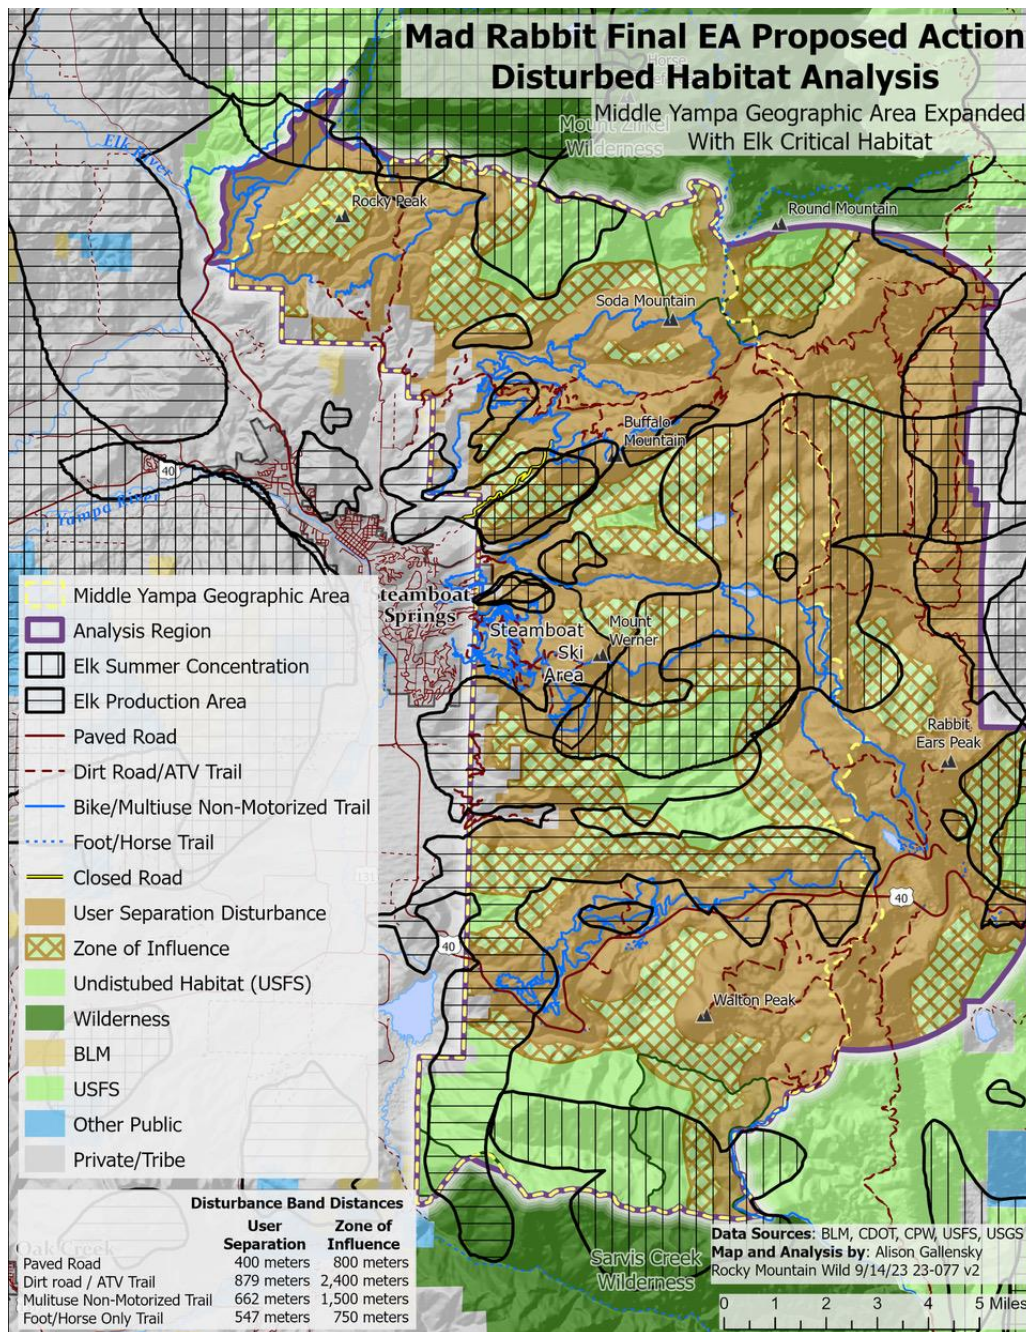 Mad Rabbit Final EA Proposed Action
Disturbed Habitat Analysis
Middle Yampa Geographic Area Expanded
With Elk Critical Habitat
Horse
Mount Zirkel
Wilderness
Elk River
Rocky Peak
Round Mountain
Soda Mountain
Buffalo
Mountain
40
Yampa River
Steamboat
Springs
Steamboat
Ski
Area
Mount
Werner
Rabbit
Ears Peak
131
40
40
Walton Peak
Sarvis Creek
Wilderness
Oak Creek
Middle Yampa Geographic Area
Analysis Region
Elk Summer Concentration
Elk Production Area
Paved Road
Dirt Road/ATV Trail
Bike/Multiuse Non-Motorized Trail
Foot/Horse Trail
Closed Road
User Separation Disturbance
Zone of Influence
Undistubed Habitat (USFS)
Wilderness
BLM
USFS
Other Public
Private/Tribe
Disturbance Band Distances
User Separation Zone of Influence
Paved Road 400 meters 800 meters
Dirt road / ATV Trail 879 meters 2,400 meters
Mulituse Non-Motorized Trail 662 meters 1,500 meters
Foot/Horse Only Trail 547 meters 750 meters
Data Sources: BLM, CDOT, CPW, USFS, USGS
Map and Analysis by: Alison Gallensky
Rocky Mountain Wild 9/14/23 23-077 v2
0 1 2 3 4 5 Miles